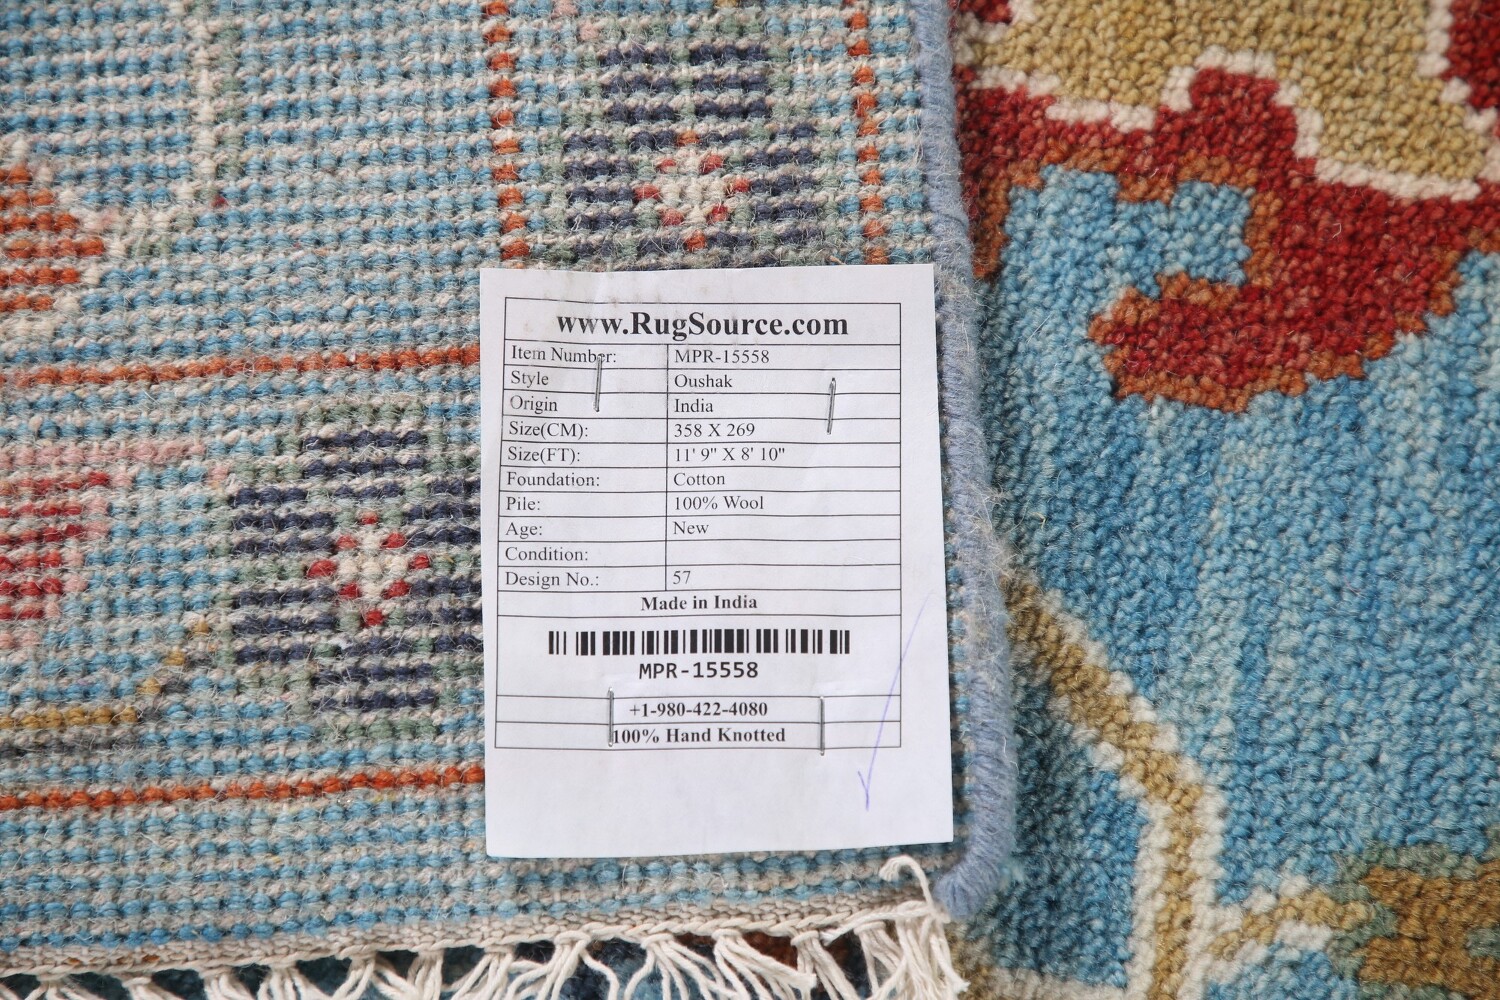 www.RugSource.com
Item Number: MPR-15558
Style Oushak
Origin India
Size(CM): 358 X 269
Size(FT): 11' 9" X 8' 10"
Foundation: Cotton
Pile: 100% Wool
Age: New
Condition:
Design No.: 57
Made in India
MPR-15558
+1-980-422-4080
100% Hand Knotted